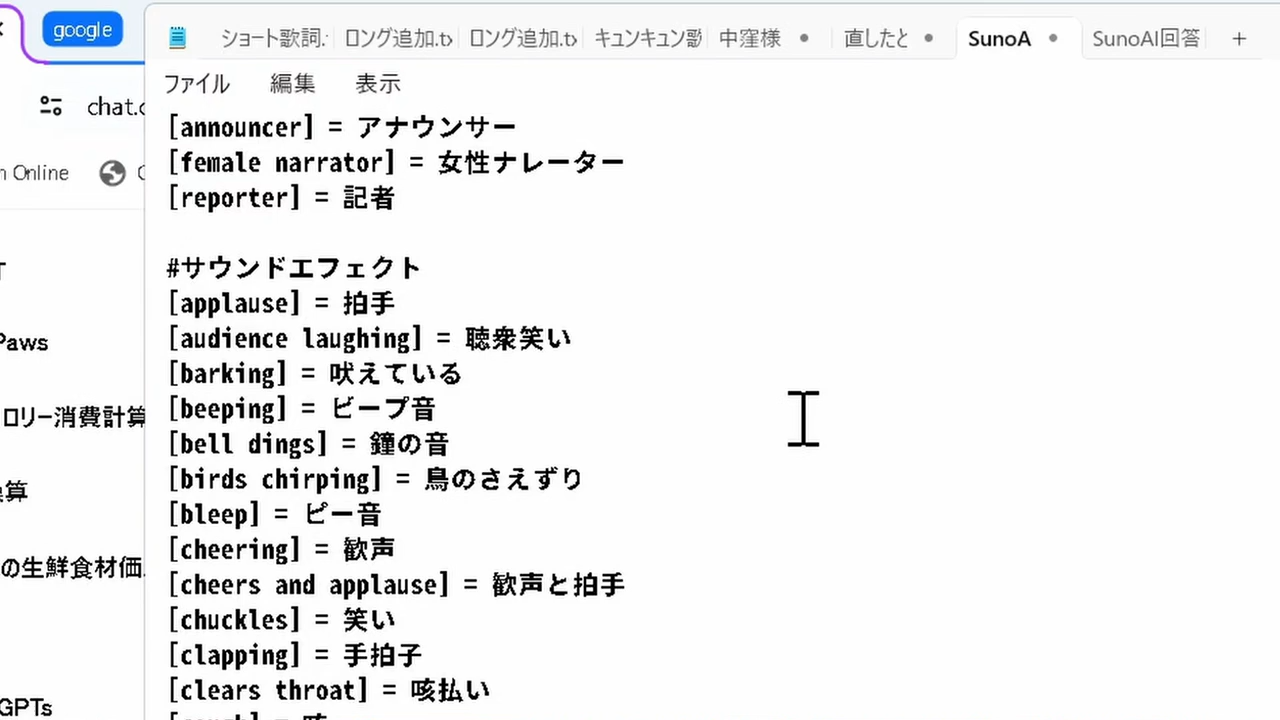 google
ショート歌詞.
ロング追加.tx
ロング追加.tx
キュンキュン歌
中窪様
直したと
SunoA
SunoAI回答
ファイル 編集 表示
chat.c
n Online
Paws
ロリー消費計算
算
の生鮮食材価
GPTs
[announcer] = アナウンサー
[female narrator] = 女性ナレーター
[reporter] = 記者
#サウンドエフェクト
[applause] = 拍手
[audience laughing] = 聴衆笑い
[barking] = 吠えている
[beeping] = ビープ音
[bell dings] = 鐘の音
[birds chirping] = 鳥のさえずり
[bleep] = ピー音
[cheering] = 歓声
[cheers and applause] = 歓声と拍手
[chuckles] = 笑い
[clapping] = 手拍子
[clears throat] = 咳払い